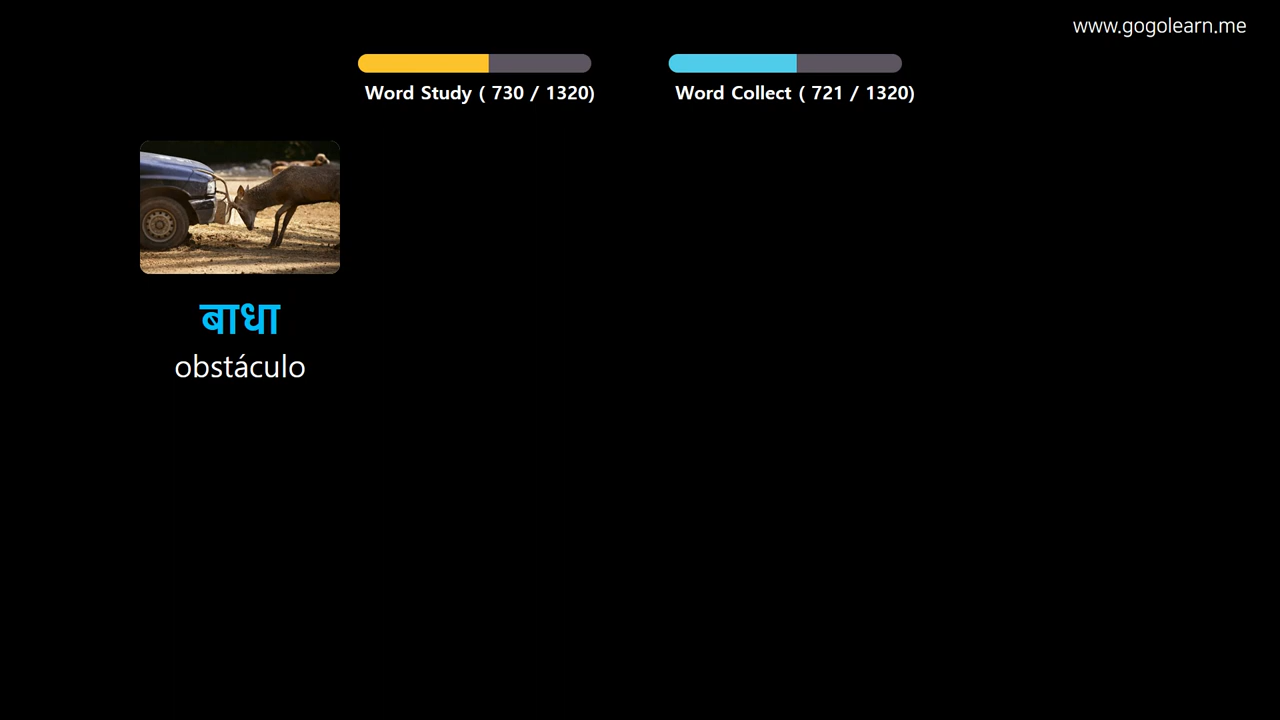 www.gogolearn.me
Word Study ( 730 / 1320)
Word Collect ( 721 / 1320)
बाधा
obstáculo